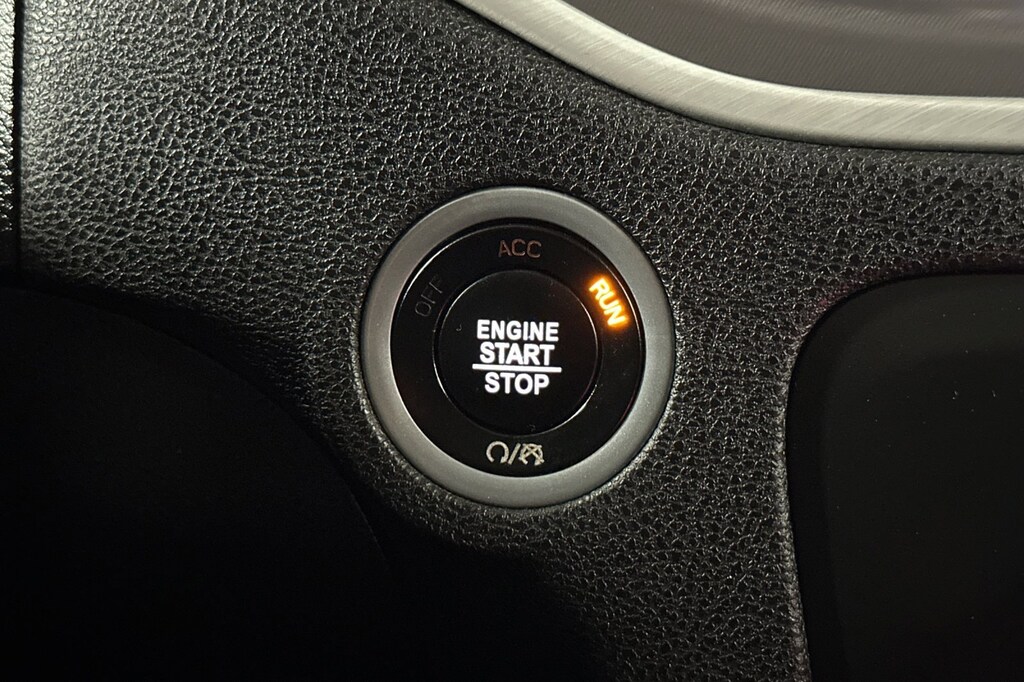 ACC
OFF
RUN
ENGINE
START
STOP